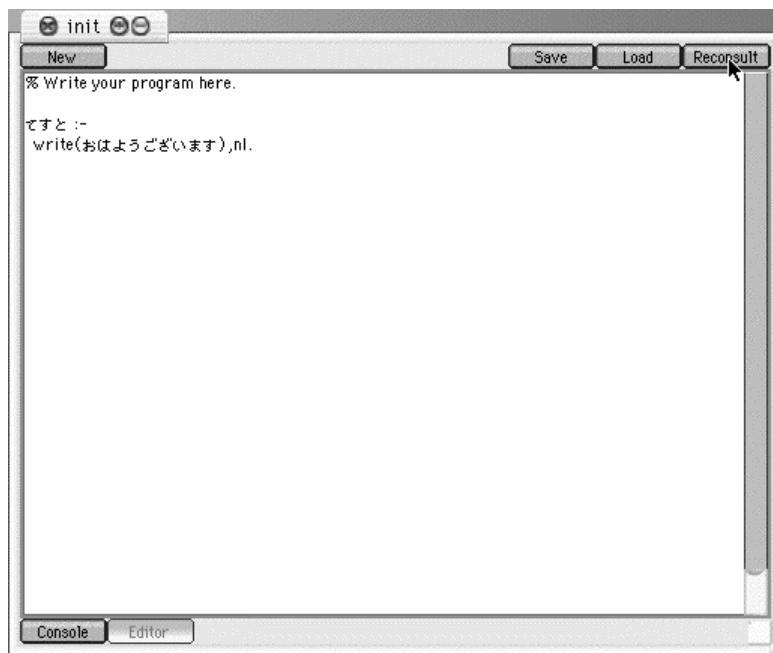 init
New Save Load Reconsult
% Write your program here.
てすと :-
write(おはようございます),nl.
Console Editor